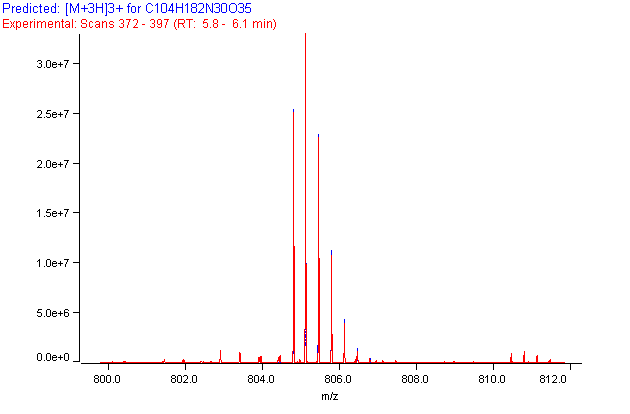 Predicted: [M+3H]3+ for C104H182N30O35
Experimental: Scans 372 - 397 (RT: 5.8 - 6.1 min)
3.0e+7
2.5e+7
2.0e+7
1.5e+7
1.0e+7
5.0e+6
0.0e+0
800.0 802.0 804.0 806.0 808.0 810.0 812.0
m/z